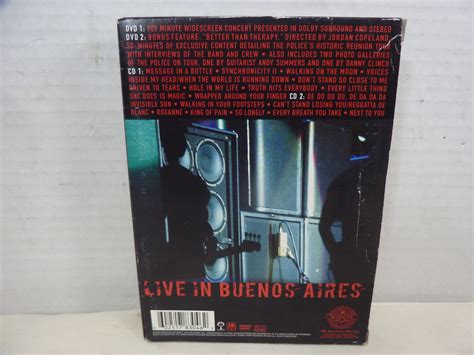 DVD 1: 109-MINUTE WIDESCREEN CONCERT PRESENTED IN DOLBY SURROUND AND STEREO
DVD 2: BONUS FEATURE: "BETTER THAN THERAPY," DIRECTED BY JORDAN COPELAND
50-MINUTES OF EXCLUSIVE CONTENT DETAILING THE POLICE'S HISTORIC REUNION TOUR
WITH INTERVIEWS OF THE BAND AND CREW • ALSO INCLUDES TWO PHOTO GALLERIES
OF THE POLICE ON TOUR, ONE BY GUITARIST ANDY SUMMERS AND ONE BY DANNY CLINCH
CD 1: MESSAGE IN A BOTTLE • SYNCHRONICITY II • WALKING ON THE MOON • VOICES
INSIDE MY HEAD/WHEN THE WORLD IS RUNNING DOWN • DON'T STAND SO CLOSE TO ME
DRIVEN TO TEARS • HOLE IN MY LIFE • TRUTH HITS EVERYBODY • EVERY LITTLE THING
SHE DOES IS MAGIC • WRAPPED AROUND YOUR FINGER CD 2: DE DO DO DO, DE DA DA DA
INVISIBLE SUN • WALKING IN YOUR FOOTSTEPS • CAN'T STAND LOSING YOU/REGGATTA DE
BLANC • ROXANNE • KING OF PAIN • SO LONELY • EVERY BREATH YOU TAKE • NEXT TO YOU
LIVE IN BUENOS AIRES